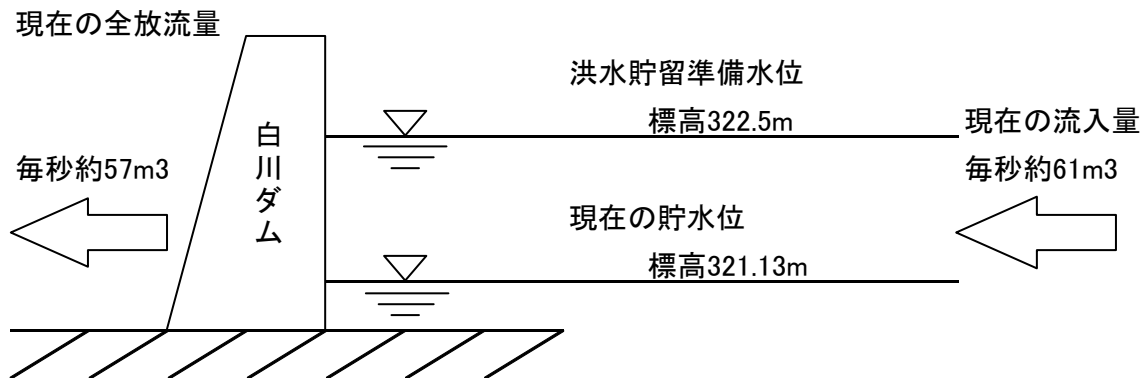 現在の全放流量
毎秒約57m3
白川ダム
洪水貯留準備水位
標高322.5m
現在の貯水位
標高321.13m
現在の流入量
毎秒約61m3